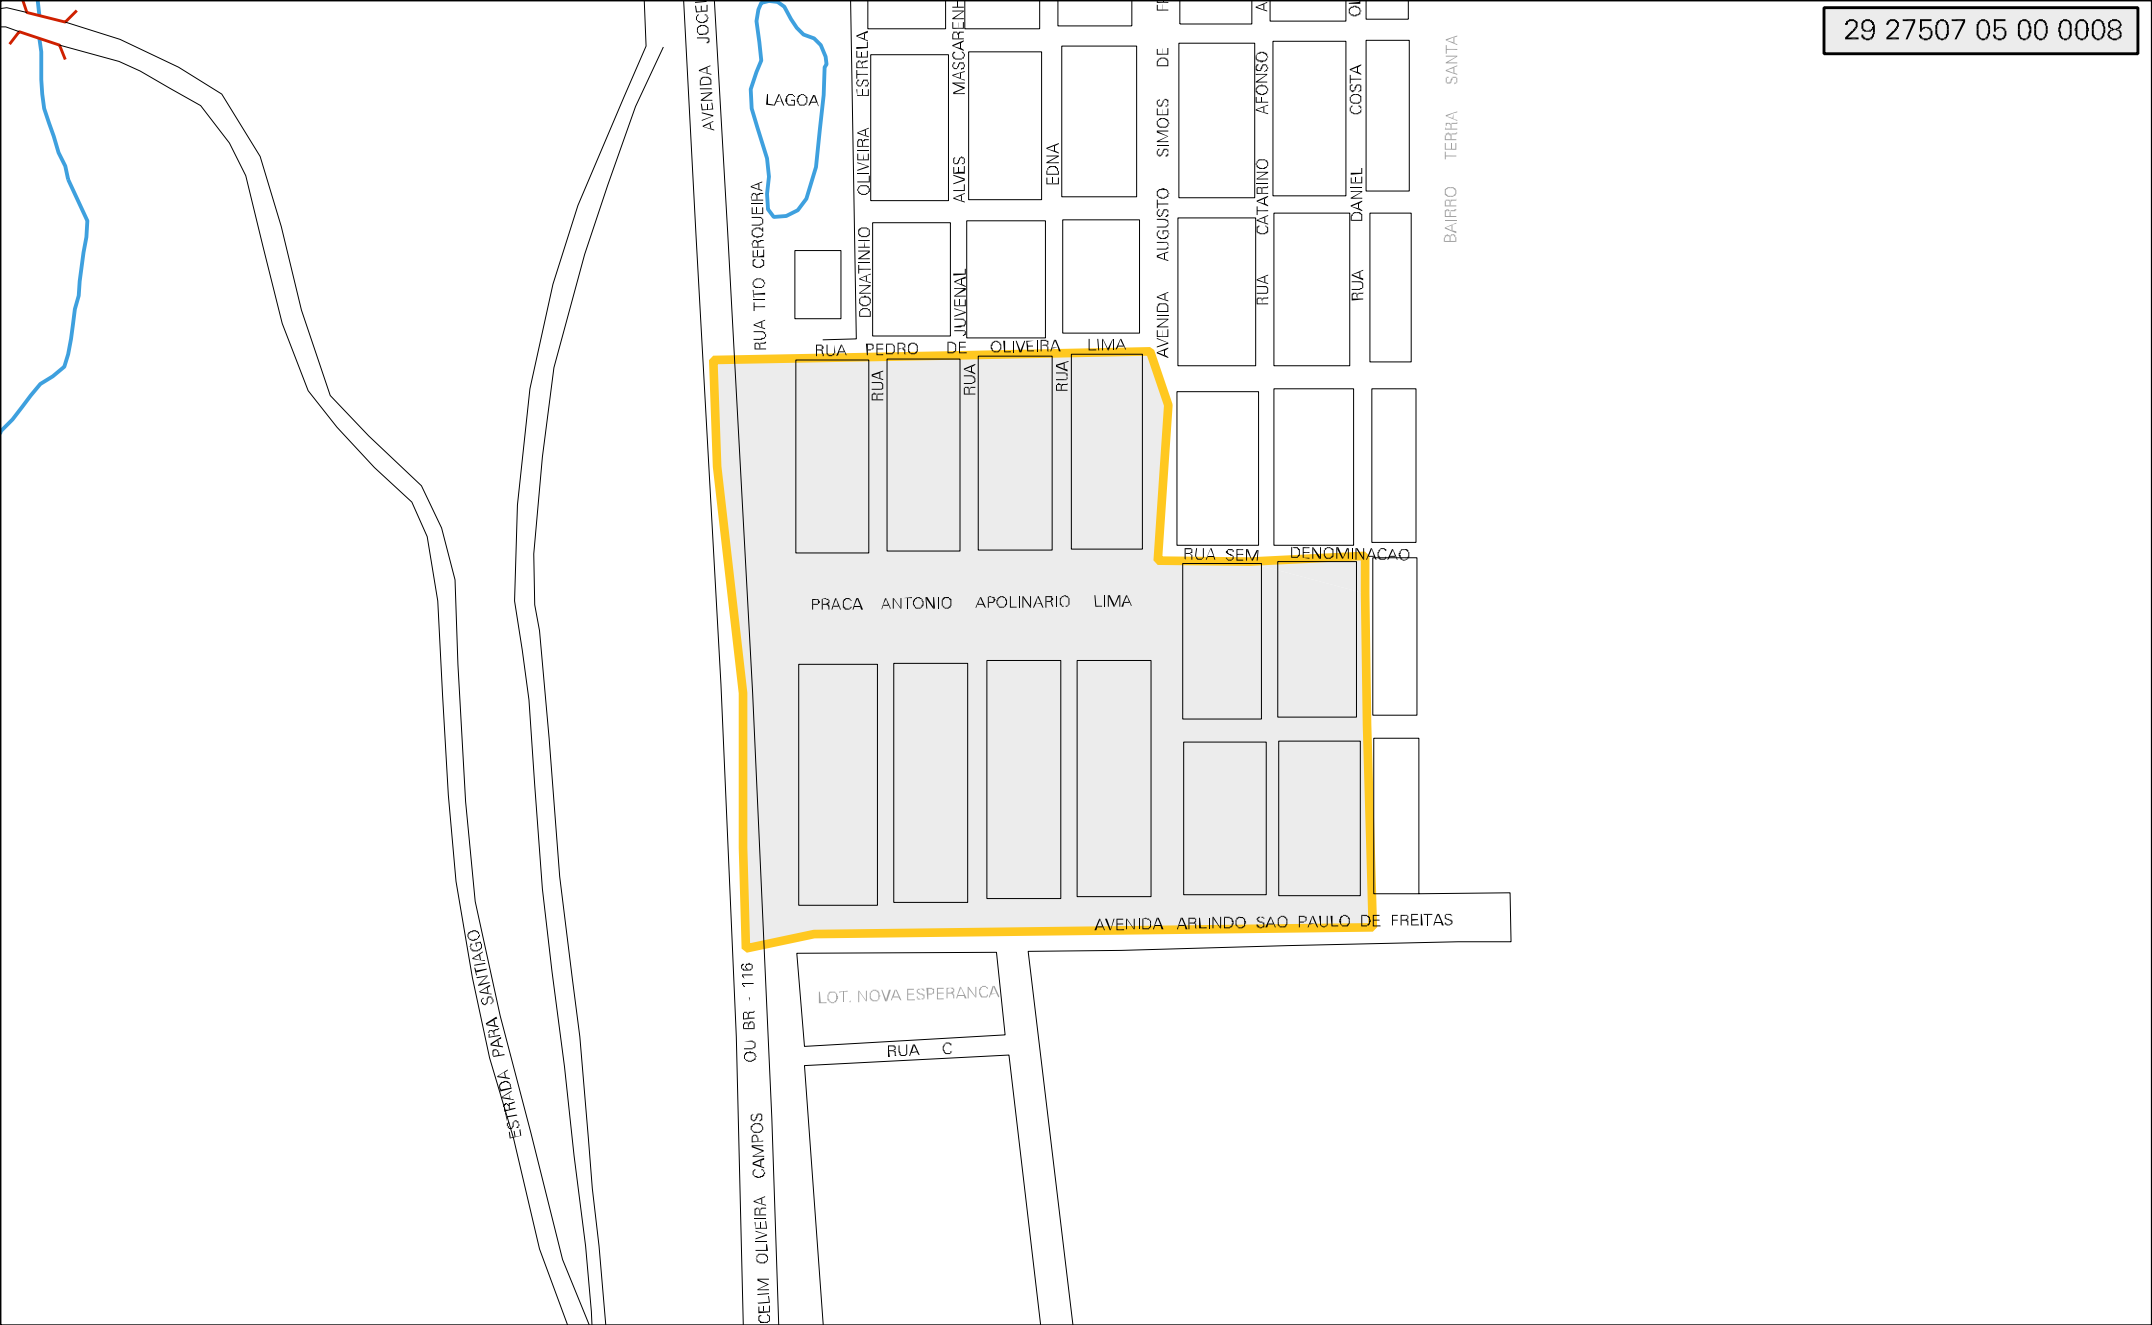 29 27507 05 00 0008
AVENIDA
LAGOA
RUA TITO CERQUEIRA
DONATINHO OLIVEIRA ESTRELA
JUVENAL ALVES
EDNA
AVENIDA AUGUSTO SIMOES DE
RUA CATARINO AFONSO
RUA DANIEL COSTA
BAIRRO TERRA SANTA
RUA PEDRO DE OLIVEIRA LIMA
RUA
RUA
RUA
RUA SEM DENOMINACAO
PRACA ANTONIO APOLINARIO LIMA
AVENIDA ARLINDO SAO PAULO DE FREITAS
LOT. NOVA ESPERANCA
RUA C
ESTRADA PARA SANTIAGO
CELIM OLIVEIRA CAMPOS OU BR - 116